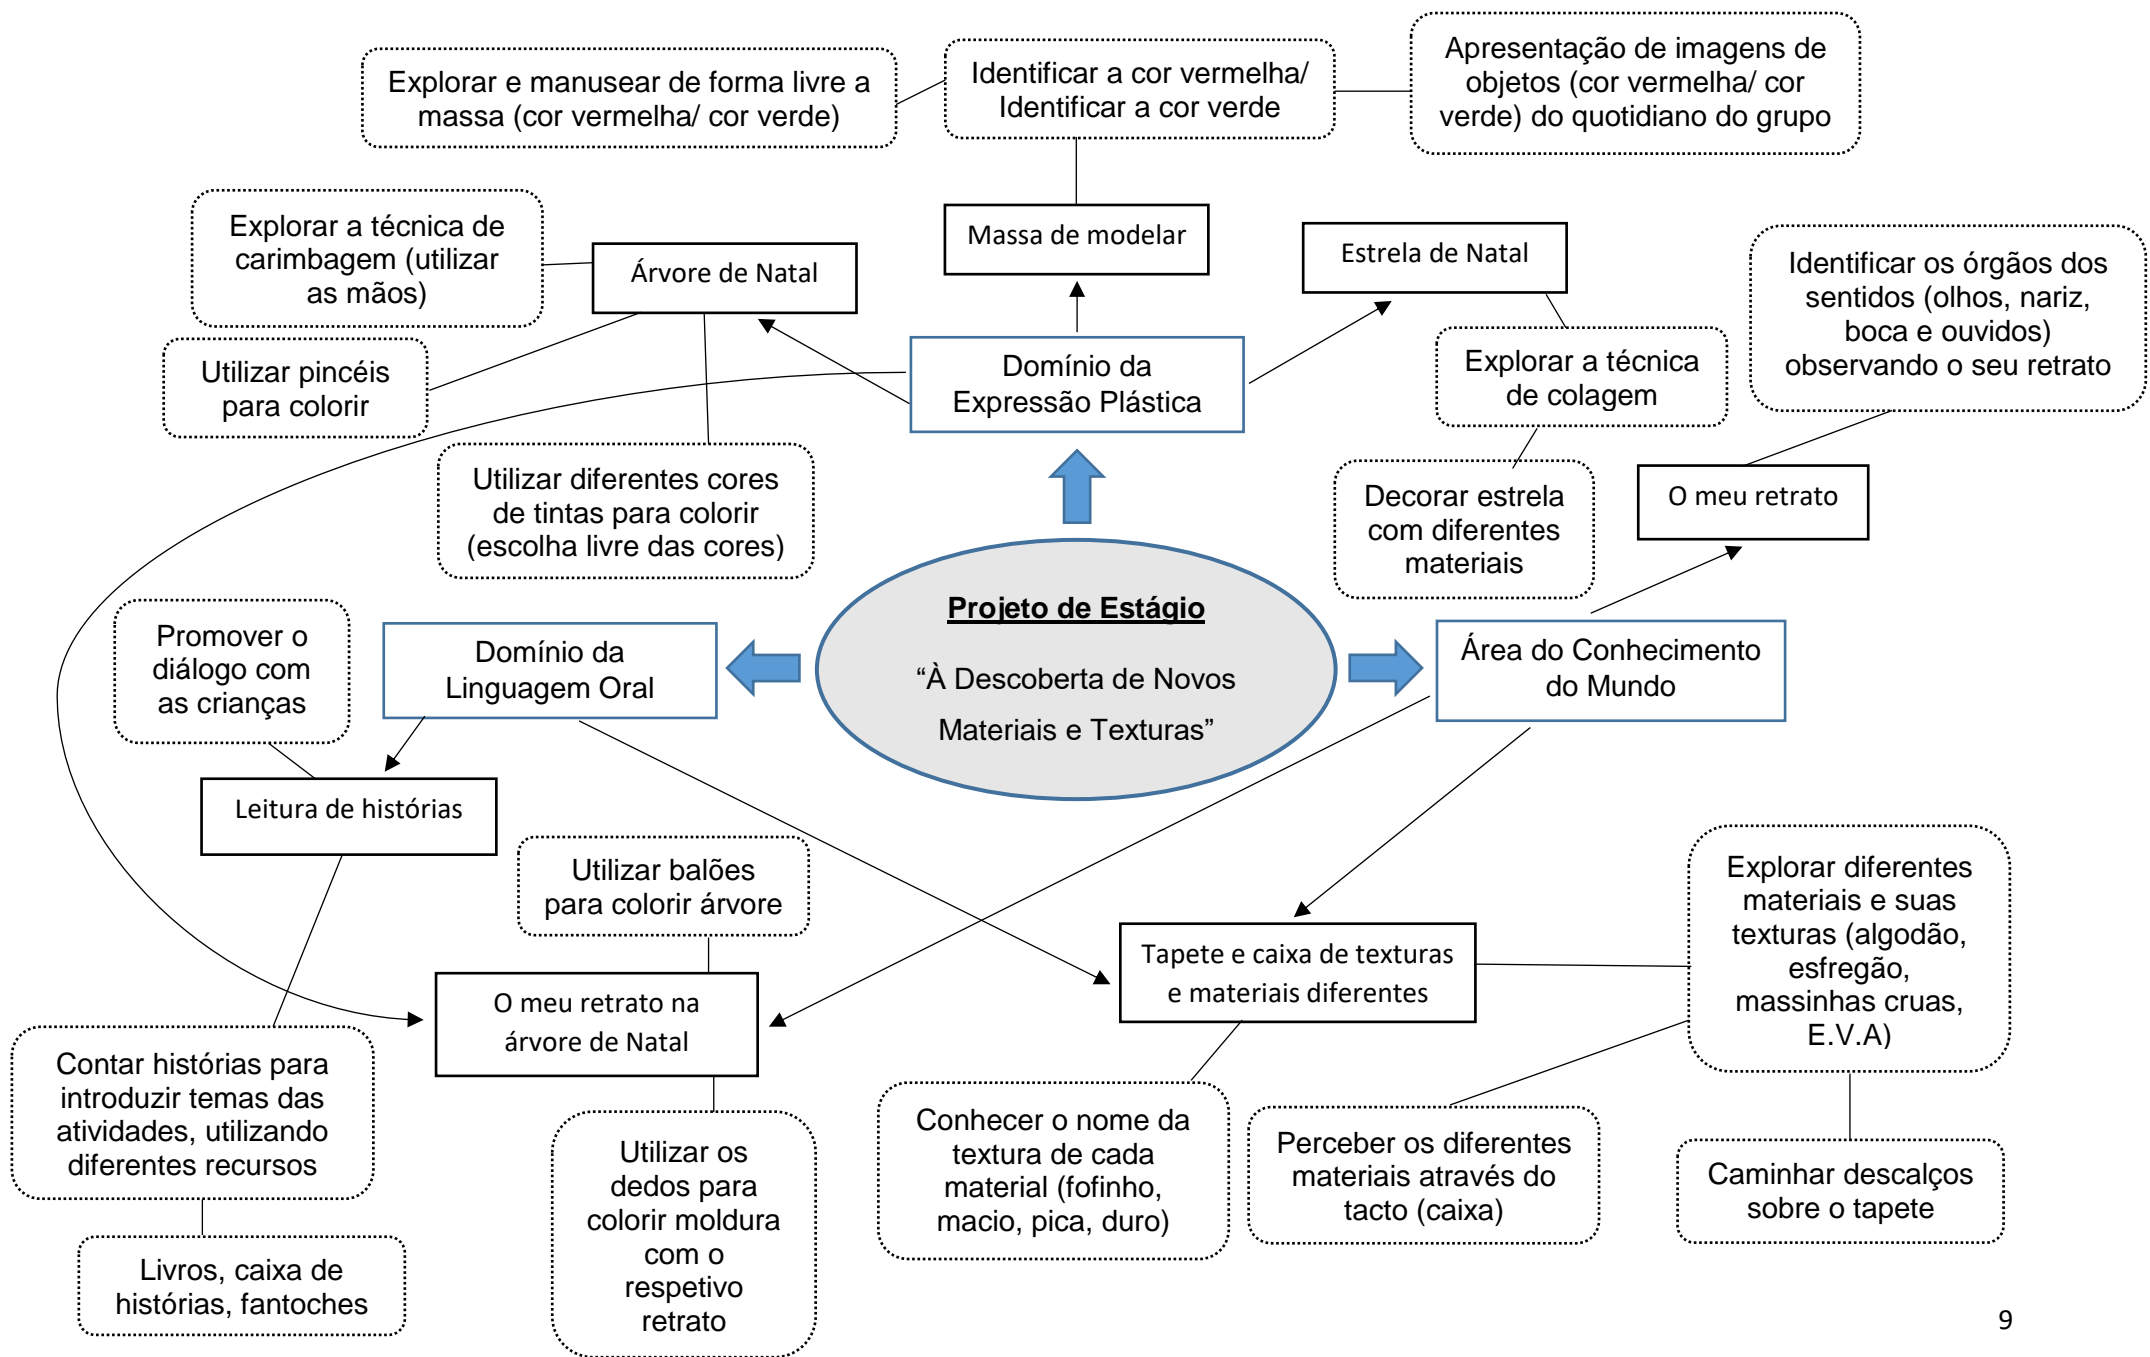 Explorar e manusear de forma livre a
massa (cor vermelha/ cor verde)
Identificar a cor vermelha/
Identificar a cor verde
Apresentação de imagens de
objetos (cor vermelha/ cor
verde) do quotidiano do grupo
Explorar a técnica de
carimbagem (utilizar
as mãos)
Árvore de Natal
Massa de modelar
Estrela de Natal
Identificar os órgãos dos
sentidos (olhos, nariz,
boca e ouvidos)
observando o seu retrato
Utilizar pincéis
para colorir
Domínio da
Expressão Plástica
Explorar a técnica
de colagem
Utilizar diferentes cores
de tintas para colorir
(escolha livre das cores)
Decorar estrela
com diferentes
materiais
O meu retrato
Projeto de Estágio
“À Descoberta de Novos
Materiais e Texturas”
Promover o
diálogo com
as crianças
Domínio da
Linguagem Oral
Área do Conhecimento
do Mundo
Leitura de histórias
Utilizar balões
para colorir árvore
Explorar diferentes
materiais e suas
texturas (algodão,
esfregão,
massinhas cruas,
E.V.A)
Tapete e caixa de texturas
e materiais diferentes
O meu retrato na
árvore de Natal
Contar histórias para
introduzir temas das
atividades, utilizando
diferentes recursos
Utilizar os
dedos para
colorir moldura
com o
respetivo
retrato
Conhecer o nome da
textura de cada
material (fofinho,
macio, pica, duro)
Perceber os diferentes
materiais através do
tacto (caixa)
Caminhar descalços
sobre o tapete
Livros, caixa de
histórias, fantoches
9